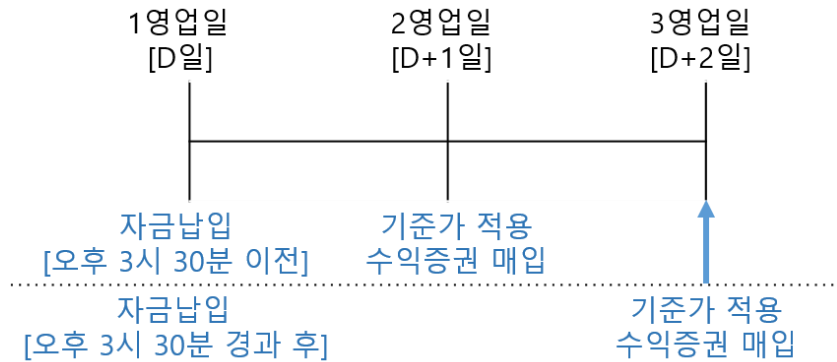 1영업일
[D일]
2영업일
[D+1일]
3영업일
[D+2일]
자금납입
[오후 3시 30분 이전]
기준가 적용
수익증권 매입
자금납입
[오후 3시 30분 경과 후]
기준가 적용
수익증권 매입